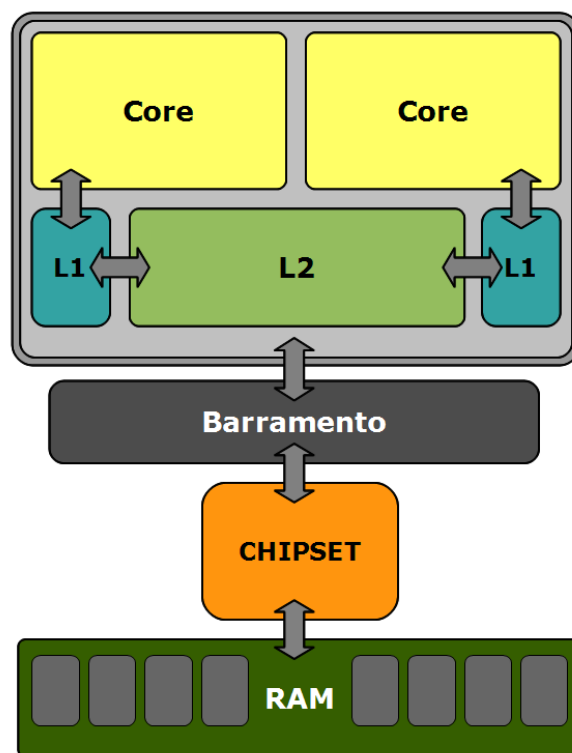 Core
Core
L1
L2
L1
Barramento
CHIPSET
RAM